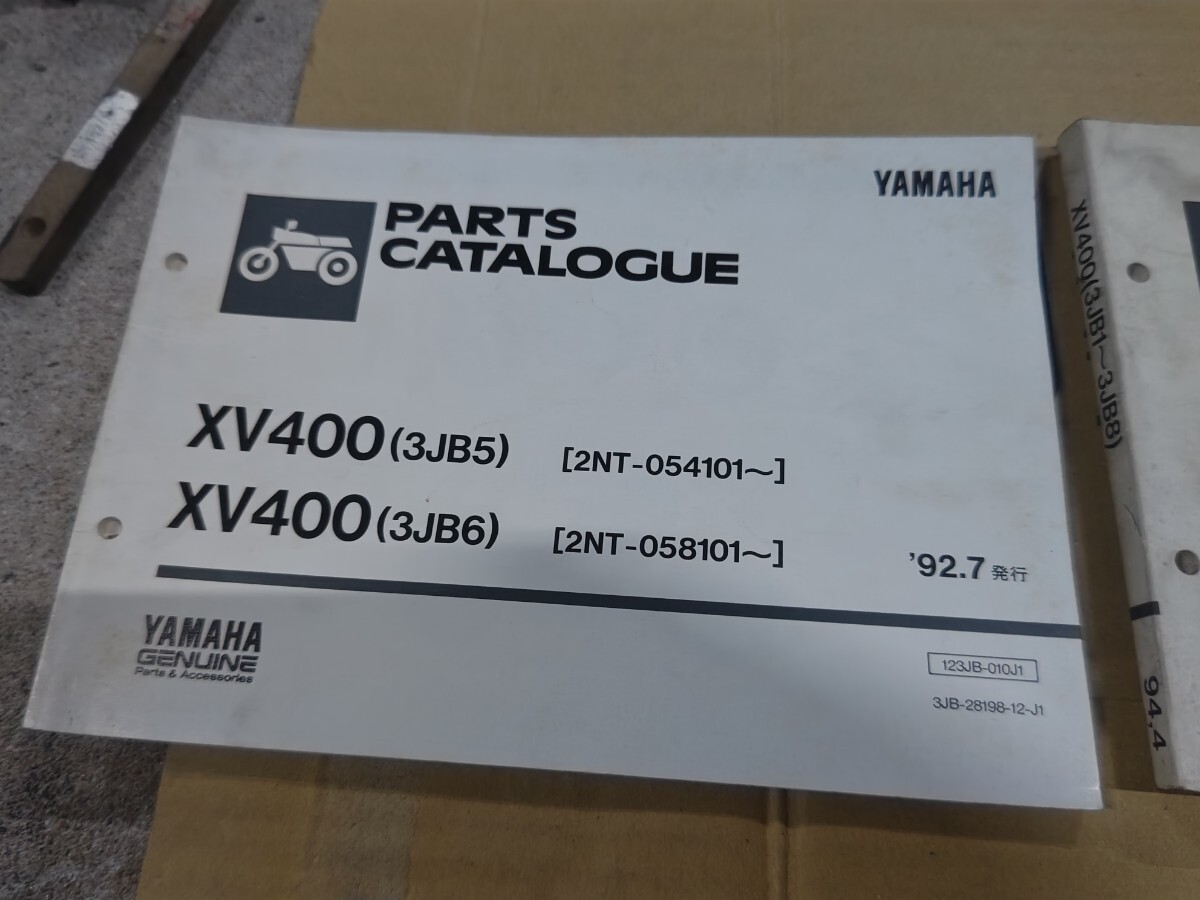 YAMAHA
PARTS
CATALOGUE
XV400(3JB5) [2NT-054101~]
XV400(3JB6) [2NT-058101~]
'92.7発行
YAMAHA
GENUINE
Parts & Accessories
123JB-010J1
3JB-28198-12-J1
XV400(3JB1~3JB8)
94,4